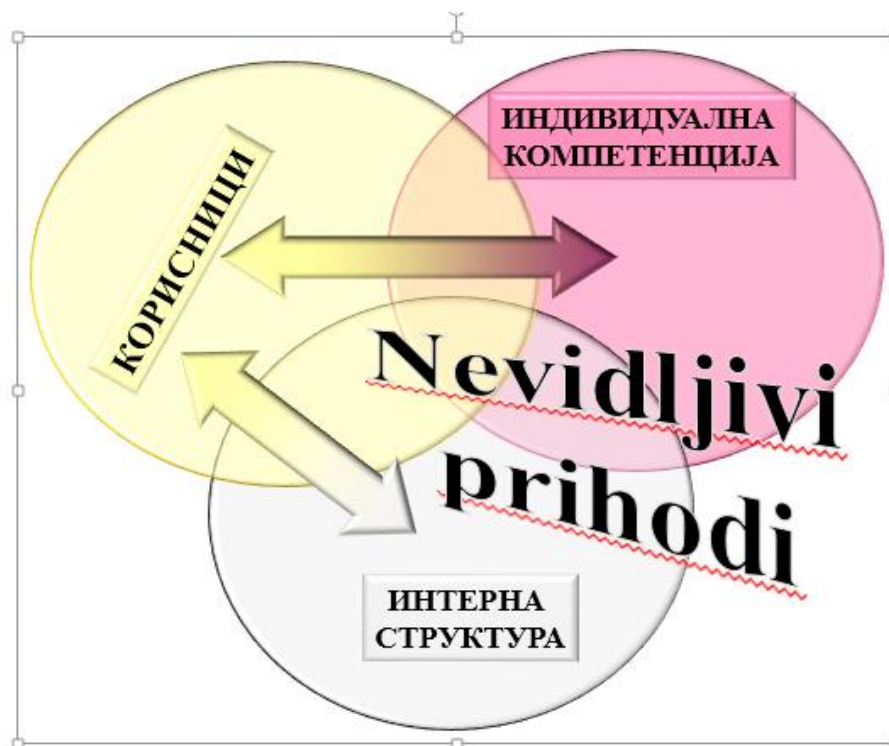 ИНДИВИДУАЛНА
КОМПЕТЕНЦИЈА
КОРИСНИЦИ
Nevidljivi
prihodi
ИНТЕРНА
СТРУКТУРА